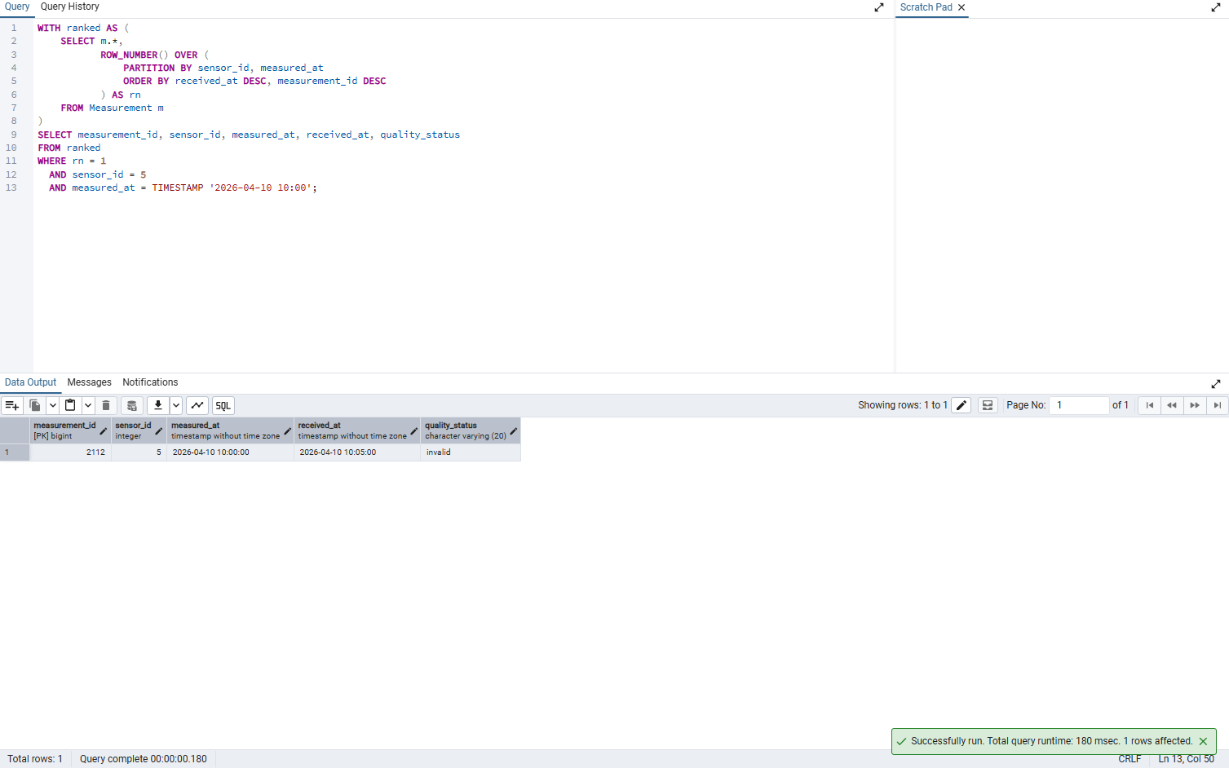 Query Query History
Scratch Pad
1 WITH ranked AS (
2 SELECT m.*,
3 ROW_NUMBER() OVER (
4 PARTITION BY sensor_id, measured_at
5 ORDER BY received_at DESC, measurement_id DESC
6 ) AS rn
7 FROM Measurement m
8 )
9 SELECT measurement_id, sensor_id, measured_at, received_at, quality_status
10 FROM ranked
11 WHERE rn = 1
12 AND sensor_id = 5
13 AND measured_at = TIMESTAMP '2026-04-10 10:00';
Data Output Messages Notifications
SQL Showing rows: 1 to 1 Page No: 1 of 1
measurement_id sensor_id measured_at received_at quality_status
[PK] bigint integer timestamp without time zone timestamp without time zone character varying (20)
1 2112 5 2026-04-10 10:00:00 2026-04-10 10:05:00 invalid
Successfully run. Total query runtime: 180 msec. 1 rows affected.
Total rows: 1 Query complete 00:00:00.180 CRLF Ln 13, Col 50